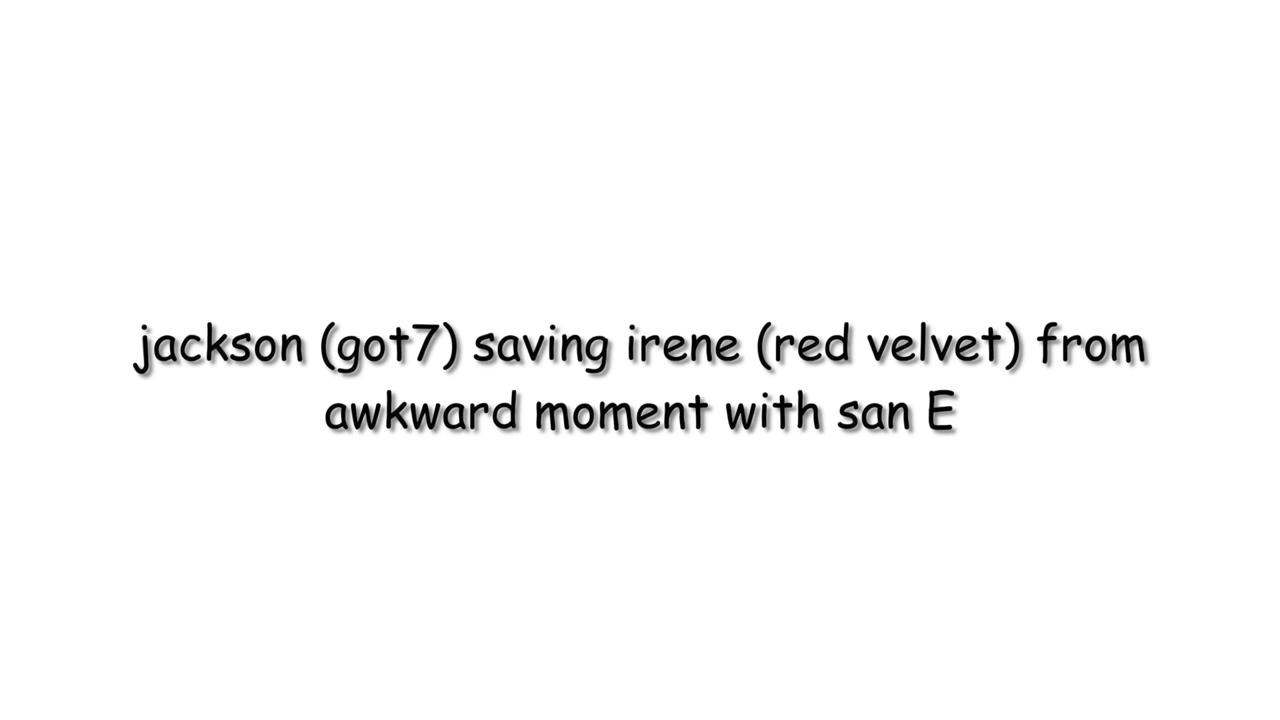 jackson (got7) saving irene (red velvet) from
awkward moment with san E